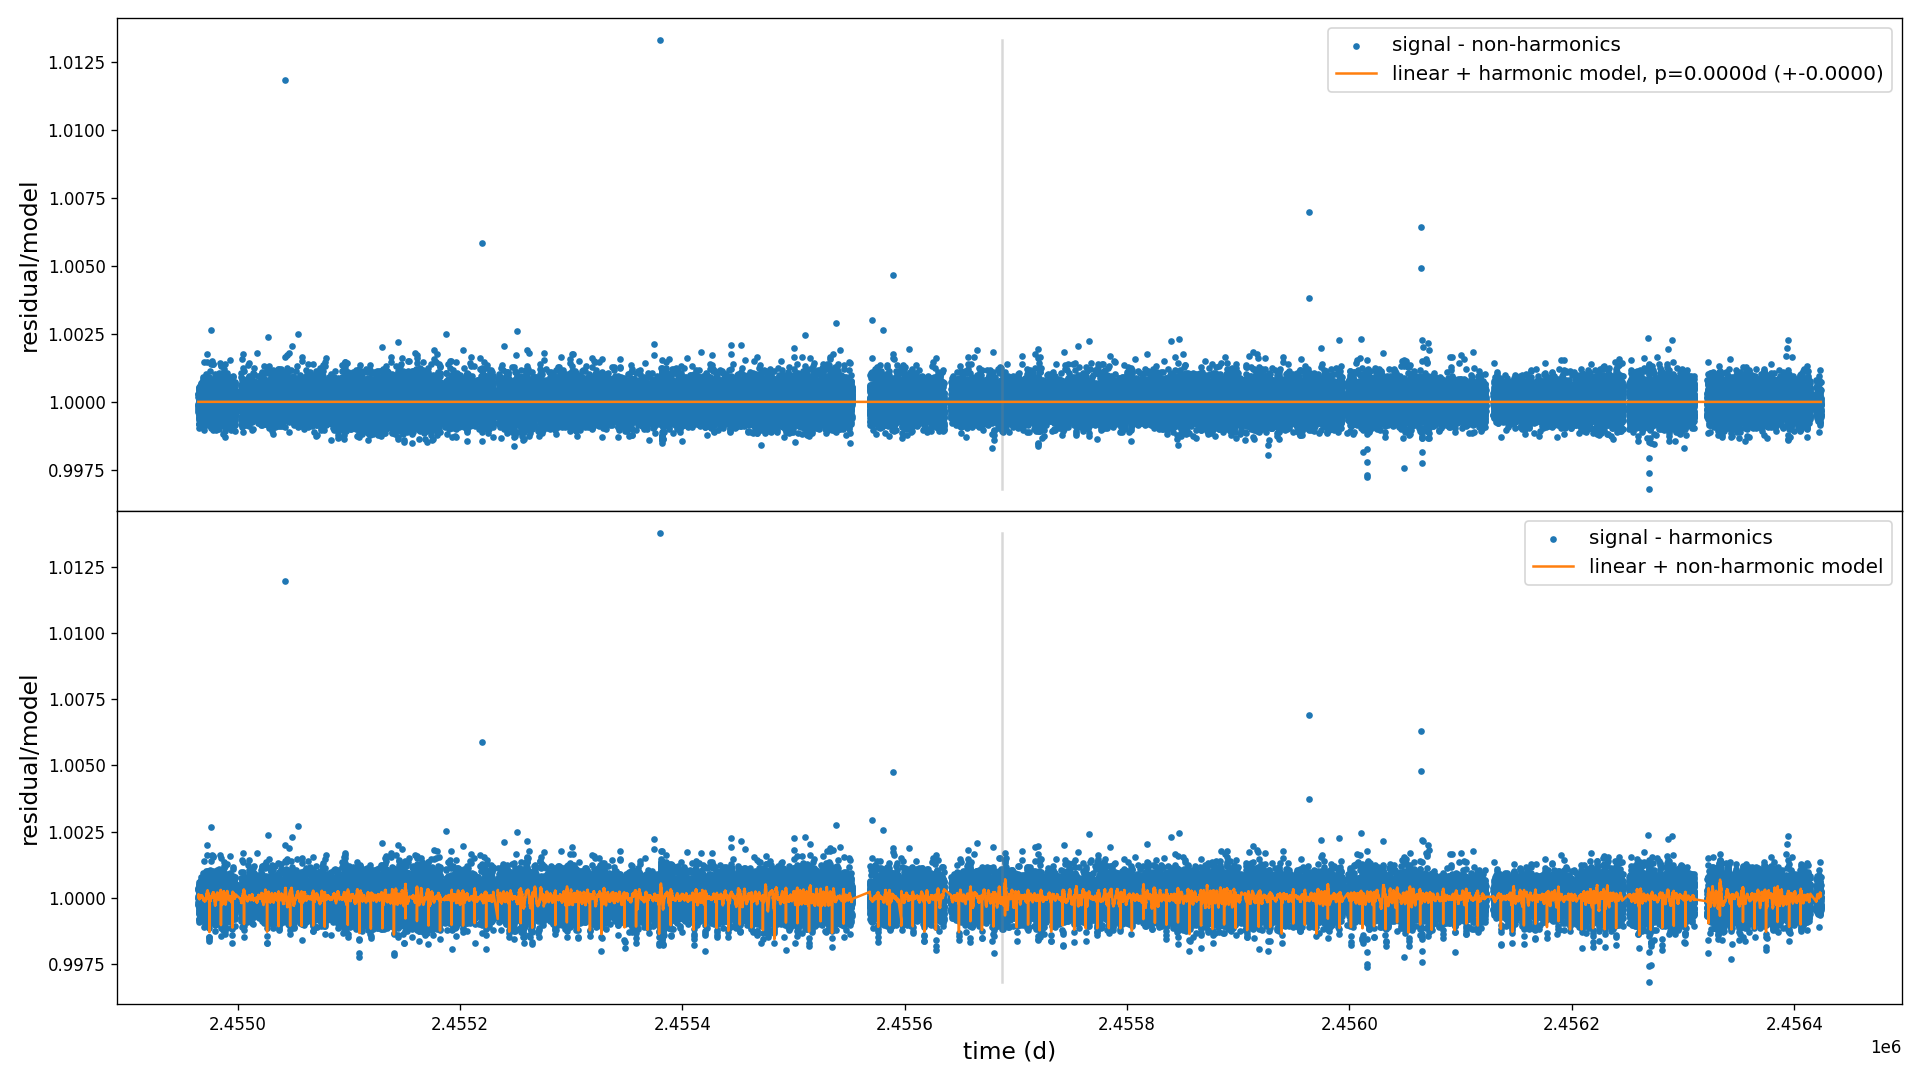 signal - non-harmonics
linear + harmonic model, p=0.0000d (+-0.0000)
residual/model
1.0125
1.0100
1.0075
1.0050
1.0025
1.0000
0.9975
signal - harmonics
linear + non-harmonic model
residual/model
1.0125
1.0100
1.0075
1.0050
1.0025
1.0000
0.9975
2.4550 2.4552 2.4554 2.4556 2.4558 2.4560 2.4562 2.4564
time (d)
1e6